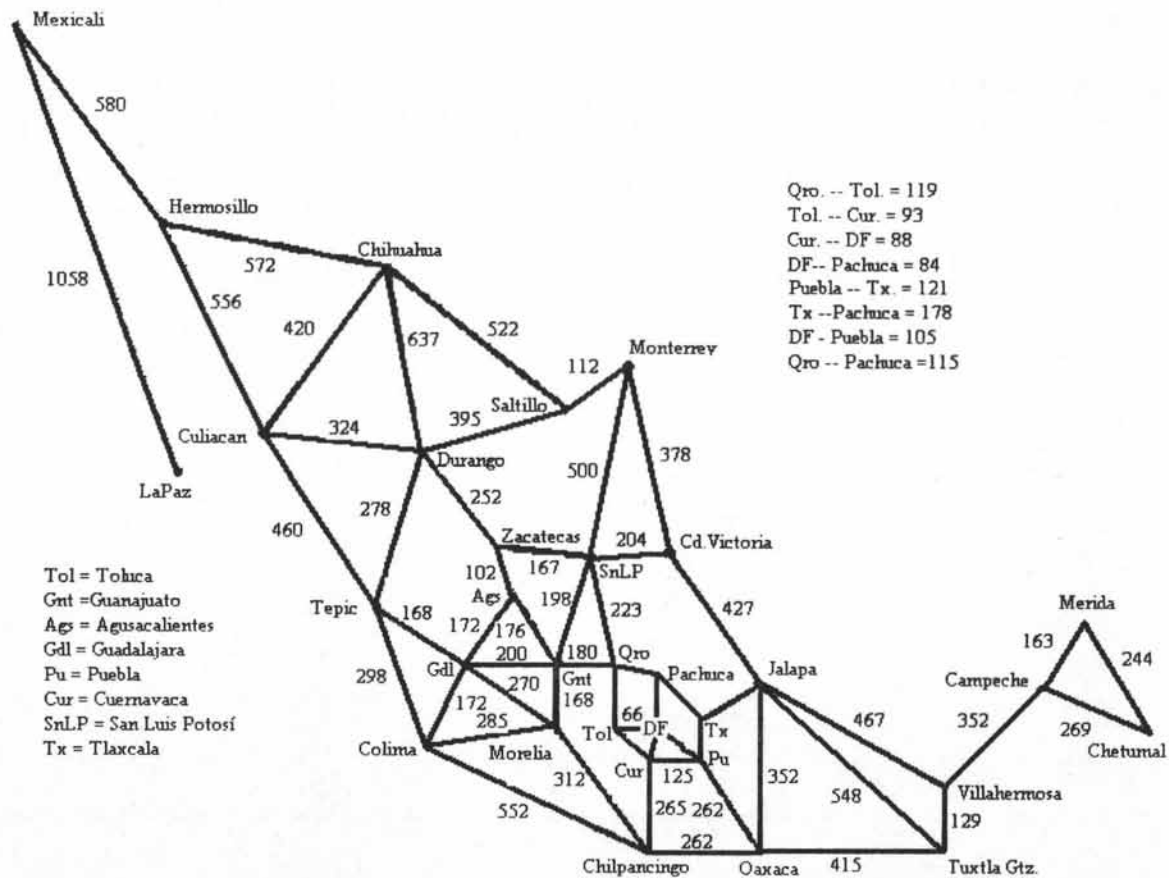 Mexicali
580
Hermosillo
1058
572
Chihuahua
556
420
637
522
Qro. -- Tol. = 119
Tol. -- Cur. = 93
Cur. -- DF = 88
DF-- Pachuca = 84
Puebla -- Tx. = 121
Tx --Pachuca = 178
DF - Puebla = 105
Qro -- Pachuca =115
Monterrey
112
Saltillo
395
Culiacan
324
Durango
LaPaz
500
378
252
278
460
Zacatecas
167
204
Cd.Victoria
SnLP
102
Ags
198
223
427
Tol = Toluca
Gnt =Guanajuato
Ags = Agusacalientes
Gdl = Guadalajara
Pu = Puebla
Cur = Cuernavaca
SnLP = San Luis Potosí
Tx = Tlaxcala
Tepic
168
172
176
200
180
Qro
Gnt
Pachuca
Jalapa
Merida
163
244
Campeche
298
Gdl
270
168
172
285
66
DF
Tx
467
352
269
Chetumal
Colima
Morelia
Tol
Cur
125
Pu
312
352
548
Villahermosa
552
265
262
129
262
Chilpancingo
Oaxaca
415
Tuxtla Gtz.